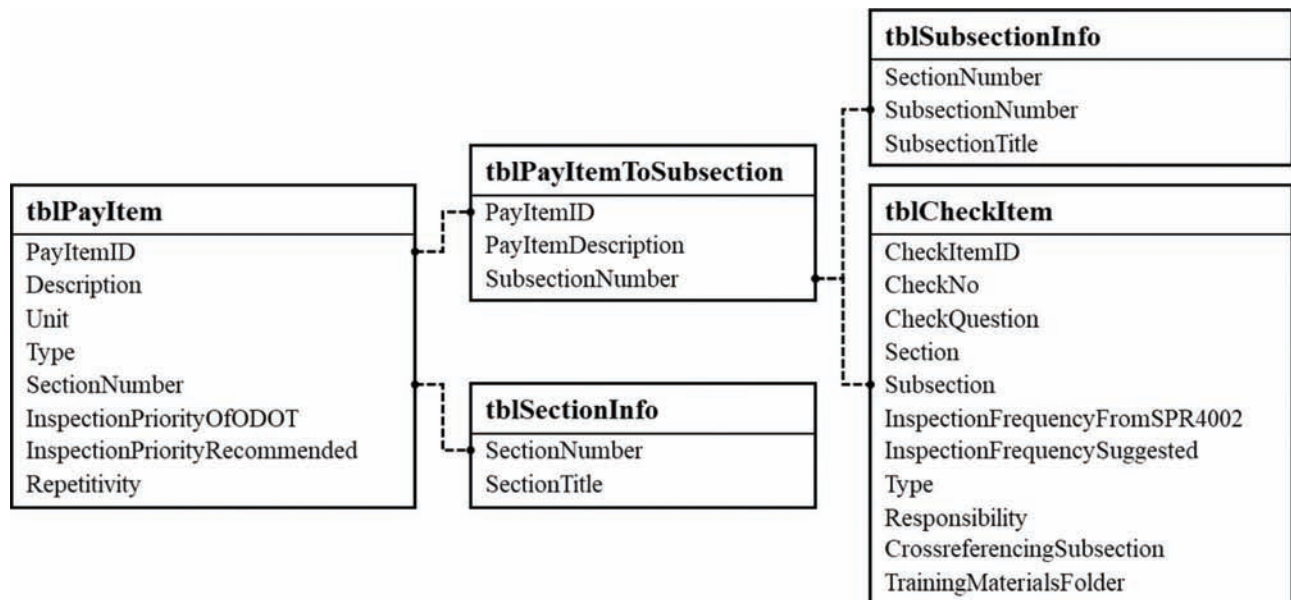 tblPayItem
PayItemID
Description
Unit
Type
SectionNumber
InspectionPriorityOfODOT
InspectionPriorityRecommended
Repetitivity
tblPayItemToSubsection
PayItemID
PayItemDescription
SubsectionNumber
tblSectionInfo
SectionNumber
SectionTitle
tblSubsectionInfo
SectionNumber
SubsectionNumber
SubsectionTitle
tblCheckItem
CheckItemID
CheckNo
CheckQuestion
Section
Subsection
InspectionFrequencyFromSPR4002
InspectionFrequencySuggested
Type
Responsibility
CrossreferencingSubsection
TrainingMaterialsFolder